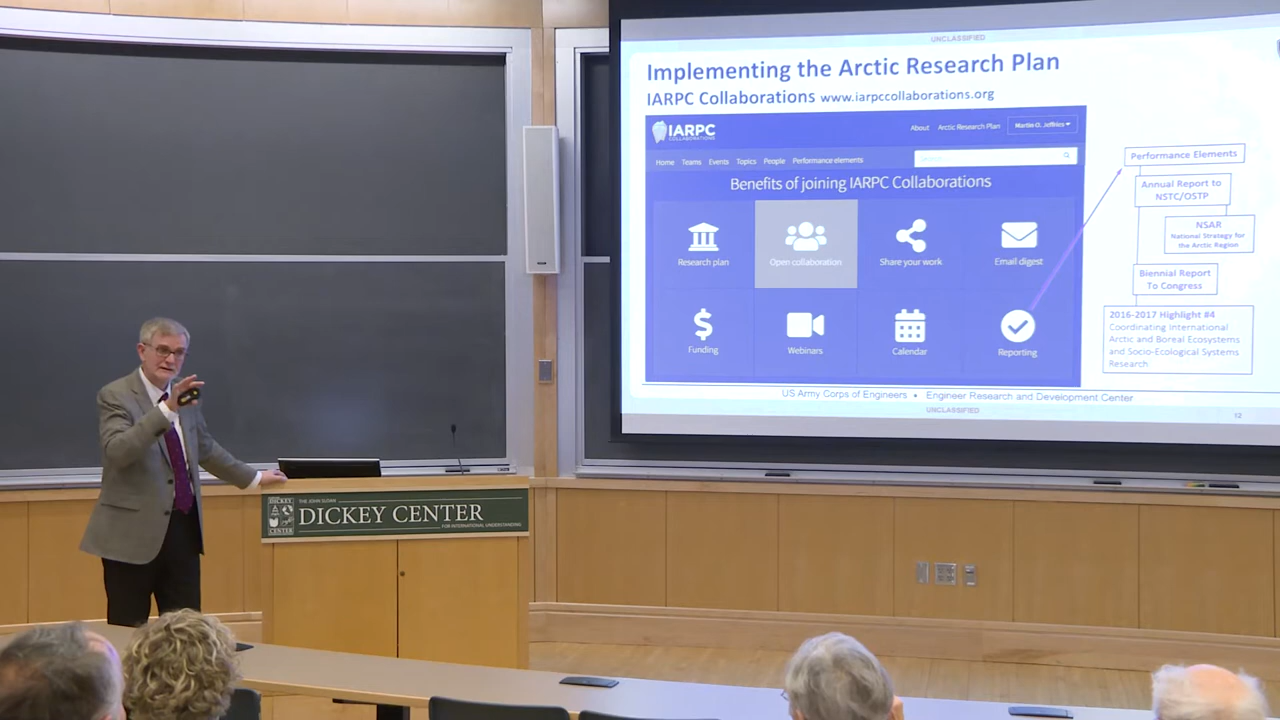 UNCLASSIFIED
Implementing the Arctic Research Plan
IARPC Collaborations www.iarpccollaborations.org
IARPC
COLLABORATIONS
About Arctic Research Plan Martin O. Jeffries
Home Teams Events Topics People Performance elements
Benefits of joining IARPC Collaborations
Research plan Open collaboration Share your work Email digest
Funding Webinars Calendar Reporting
Performance Elements
Annual Report to
NSTC/OSTP
NSAR
National Strategy for
the Arctic Region
Biennial Report
To Congress
2016-2017 Highlight #4
Coordinating International
Arctic and Boreal Ecosystems
and Socio-Ecological Systems
Research
US Army Corps of Engineers • Engineer Research and Development Center
UNCLASSIFIED
12
DICKEY
CENTER
THE JOHN SLOAN
DICKEY CENTER
FOR INTERNATIONAL UNDERSTANDING